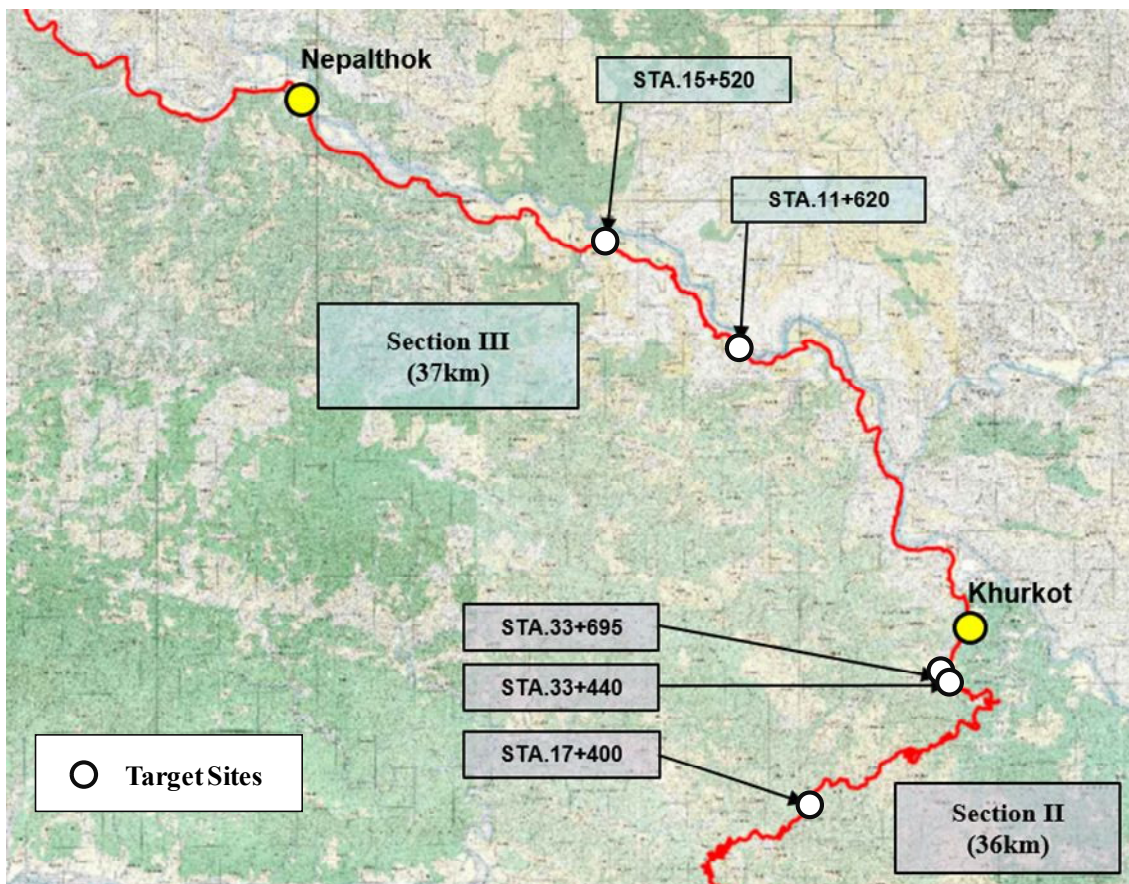 Nepalthok
STA.15+520
STA.11+620
Section III
(37km)
Khurkot
STA.33+695
STA.33+440
STA.17+400
Target Sites
Section II
(36km)